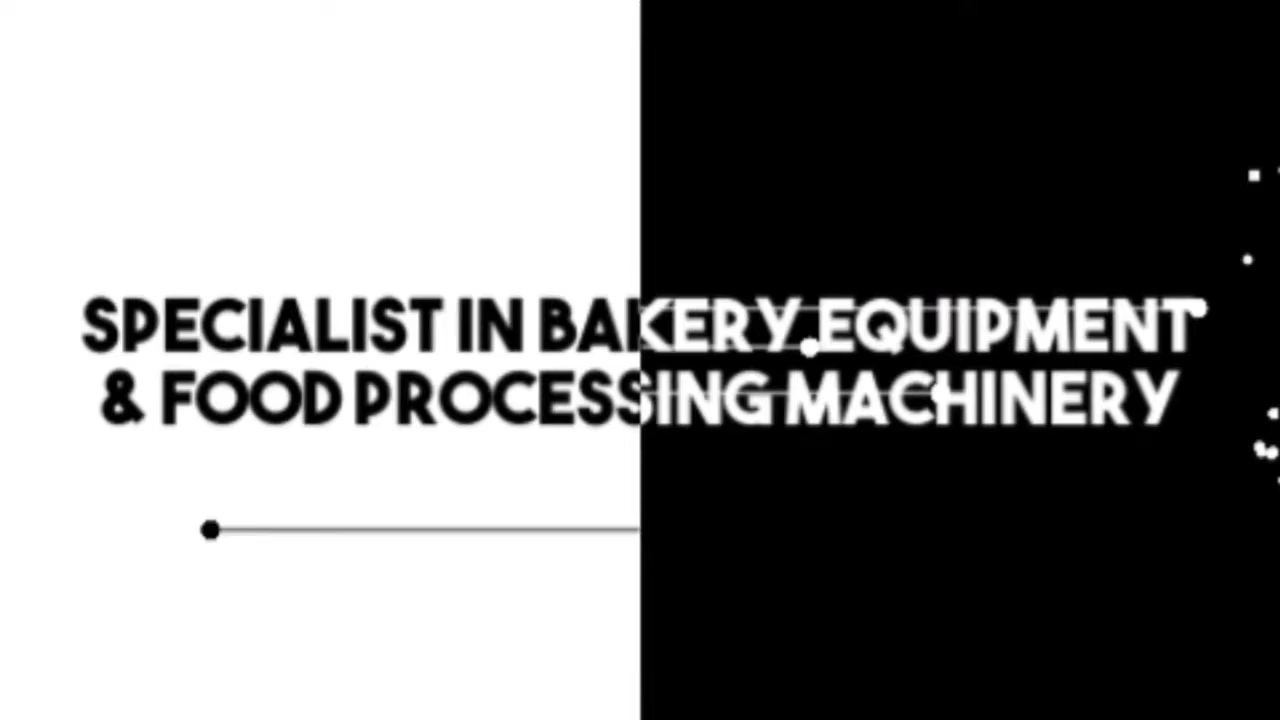 SPECIALIST IN BAKERY EQUIPMENT
& FOOD PROCESSING MACHINERY